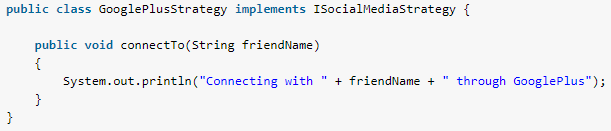 public class GooglePlusStrategy implements ISocialMediaStrategy {
    public void connectTo(String friendName)
    {
        System.out.println("Connecting with " + friendName + " through GooglePlus");
    }
}